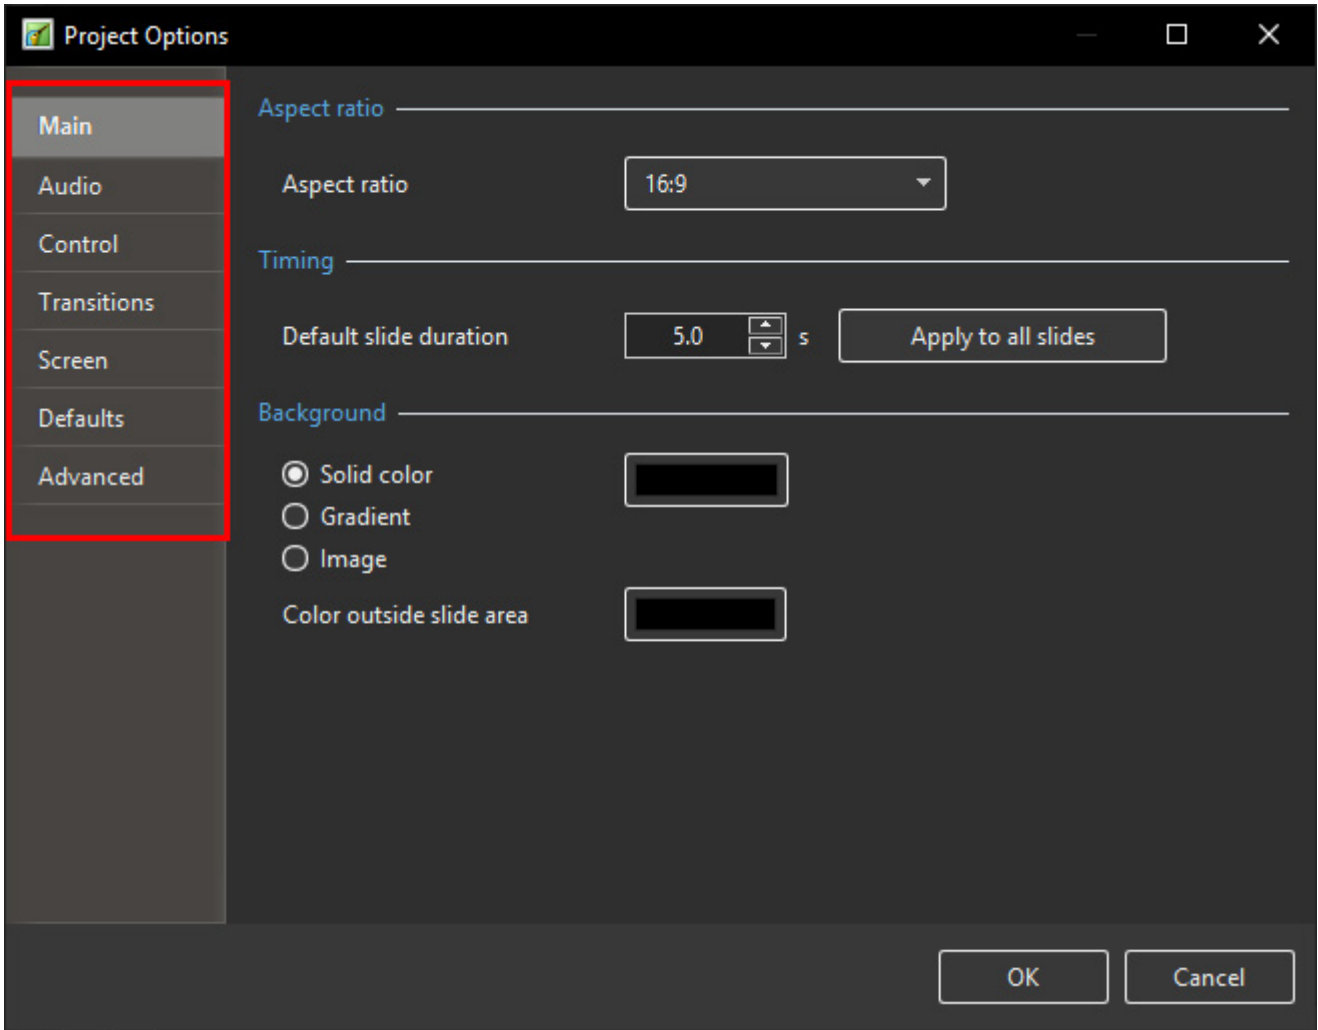 Project Options
Main
Audio
Control
Transitions
Screen
Defaults
Advanced
Aspect ratio
Aspect ratio 16:9
Timing
Default slide duration 5.0 s Apply to all slides
Background
Solid color
Gradient
Image
Color outside slide area
OK Cancel